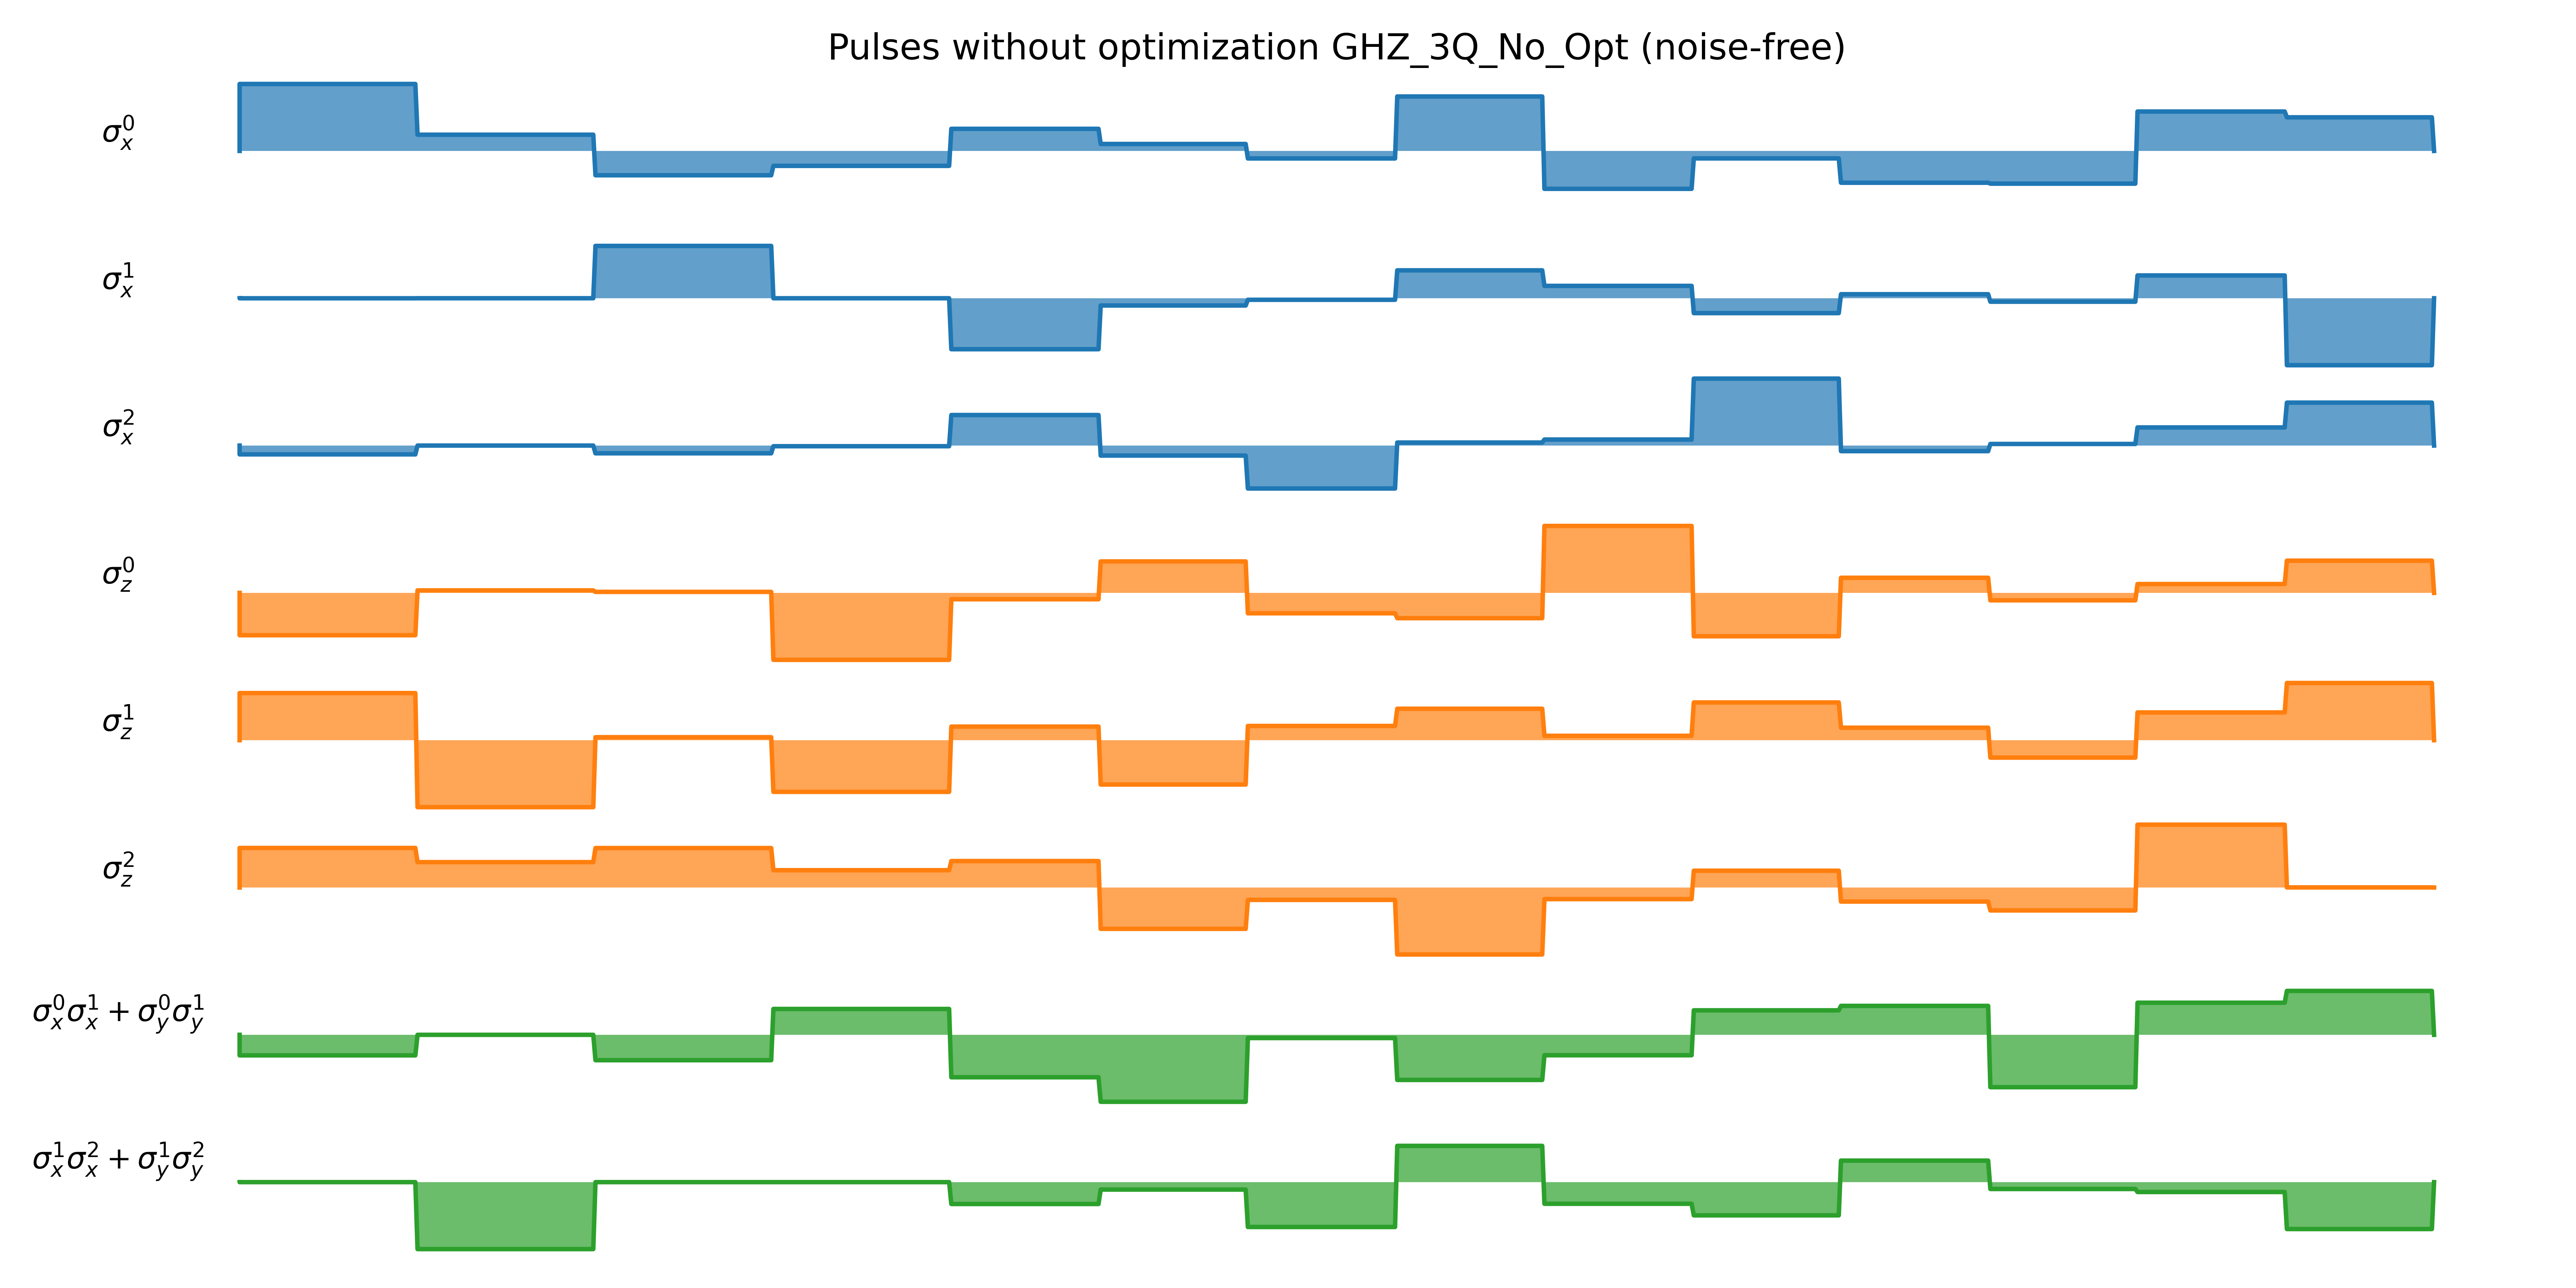 Pulses without optimization GHZ_3Q_No_Opt (noise-free)
σ_x^0
σ_x^1
σ_x^2
σ_z^0
σ_z^1
σ_z^2
σ_x^0σ_x^1 + σ_y^0σ_y^1
σ_x^1σ_x^2 + σ_y^1σ_y^2